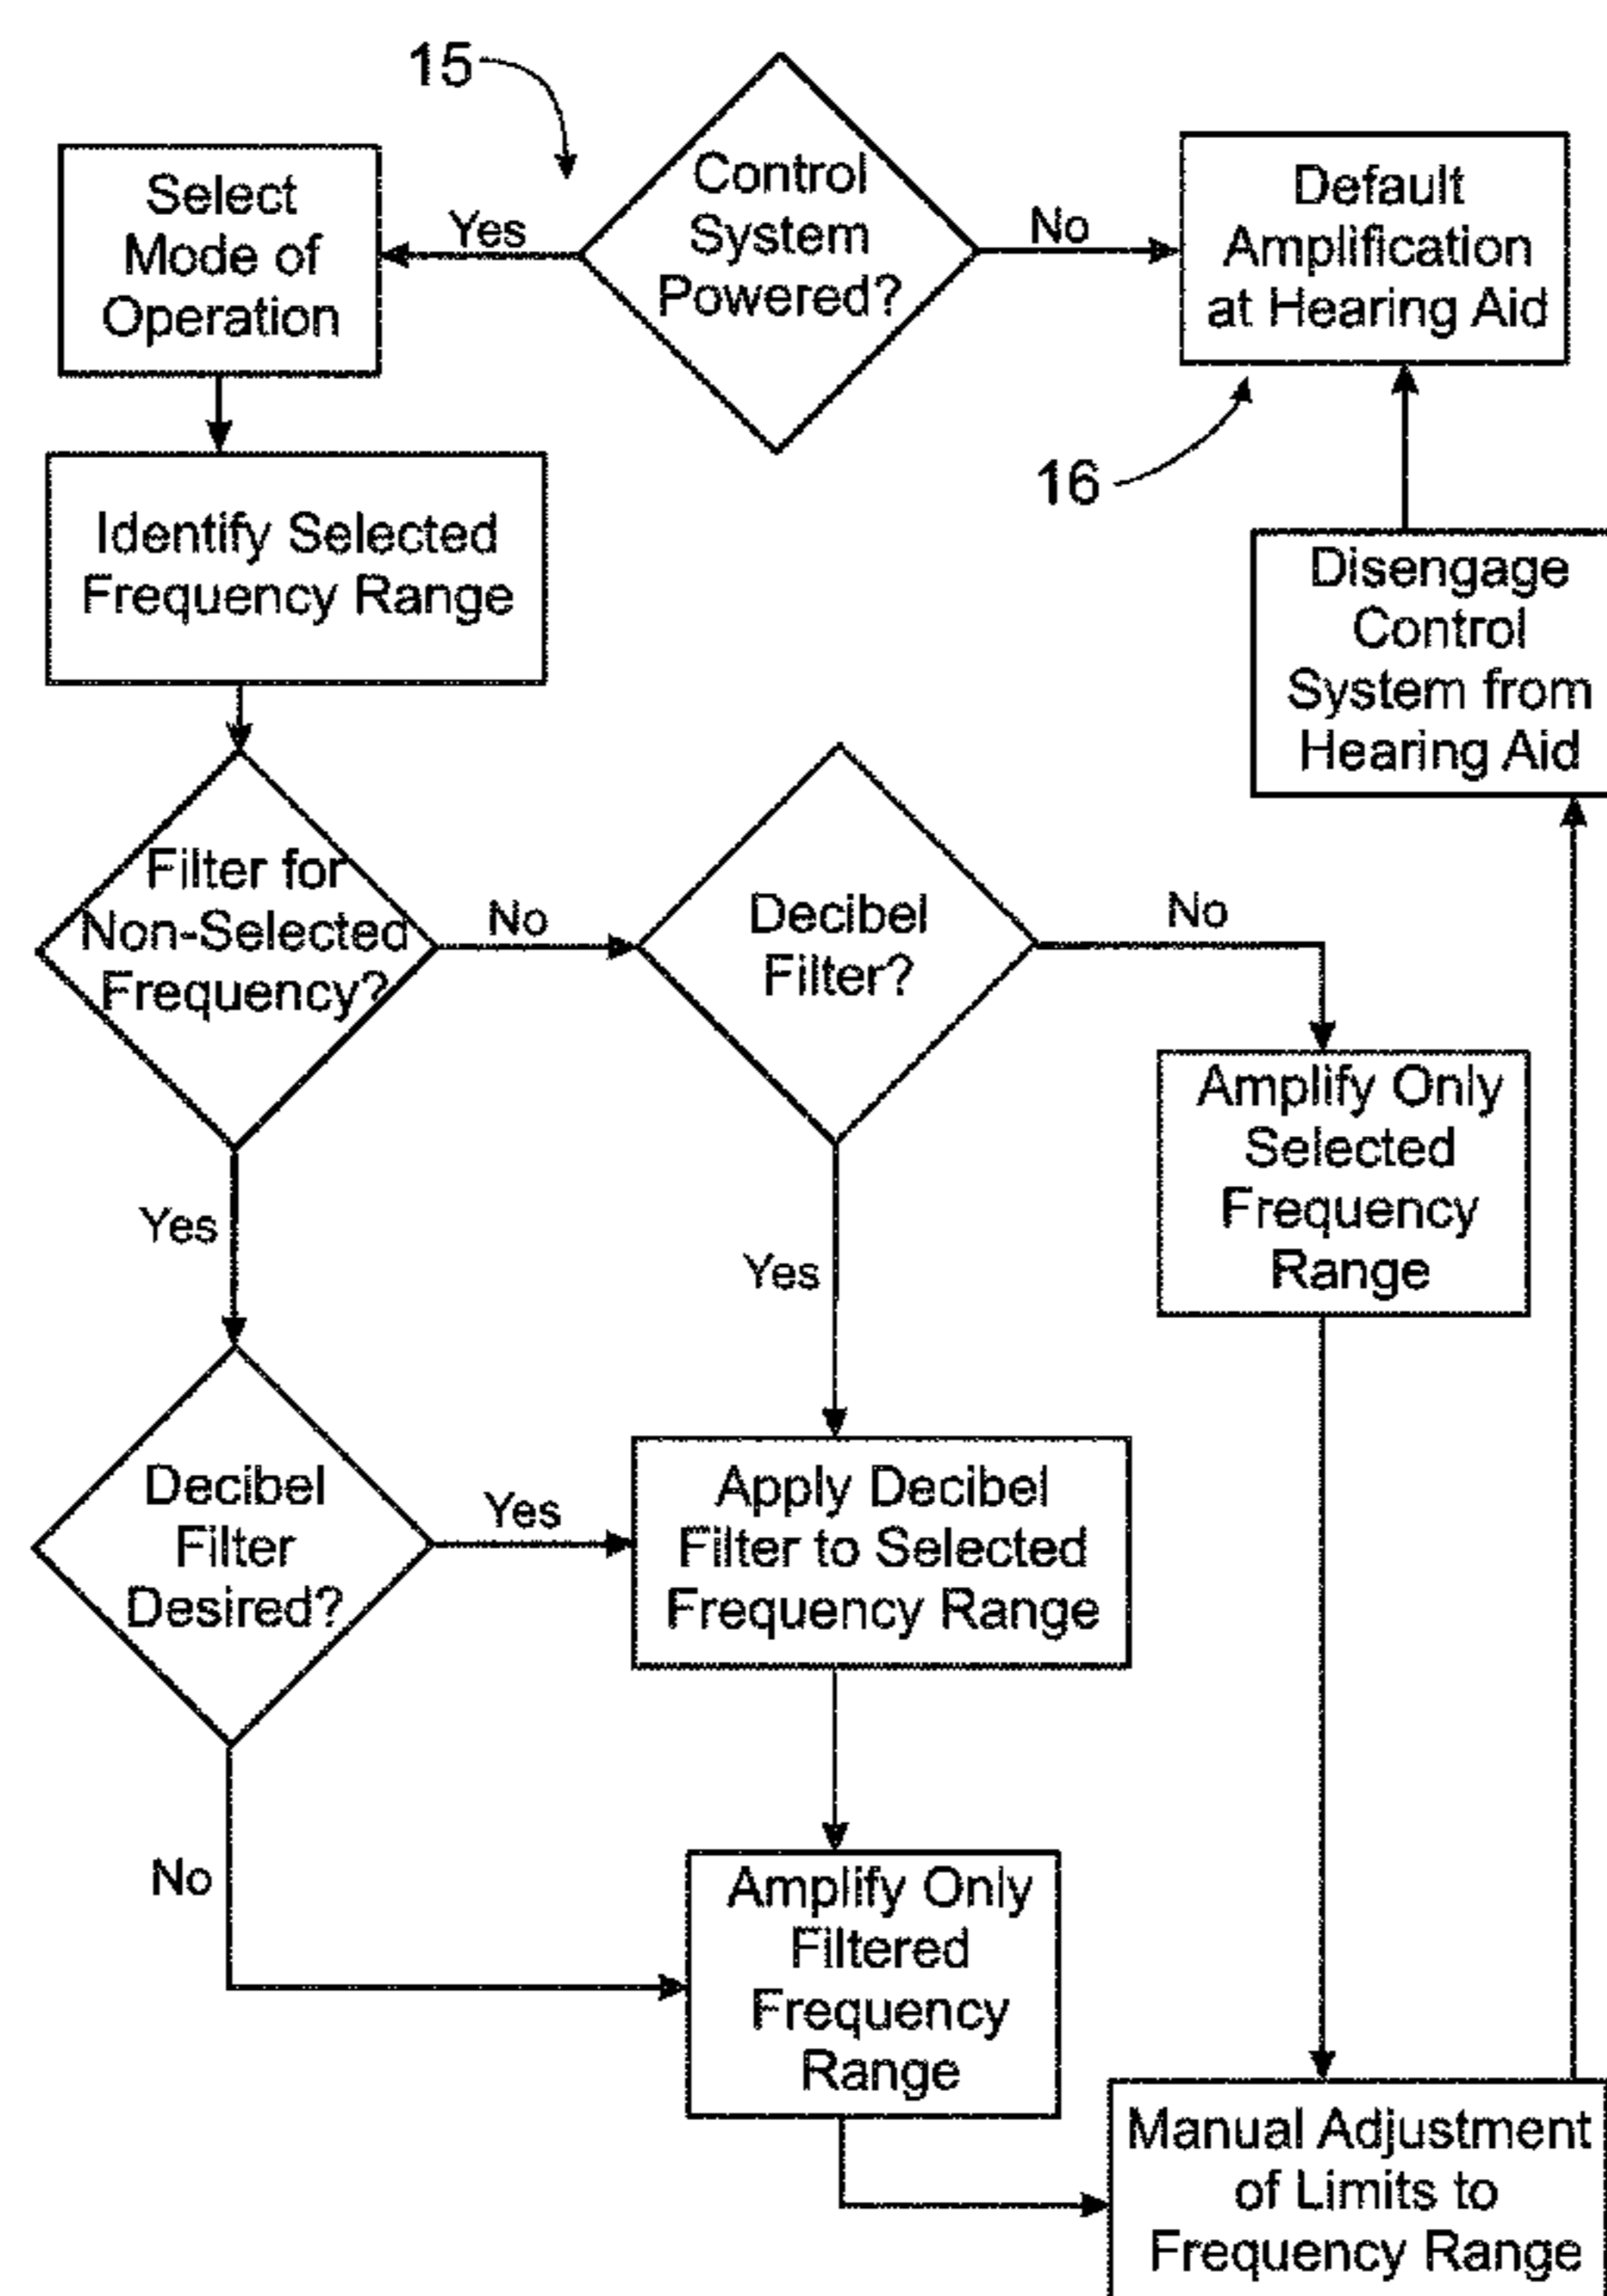 15
Control
System
Powered?
Yes
No
Select
Mode of
Operation
Default
Amplification
at Hearing Aid
16
Identify Selected
Frequency Range
Disengage
Control
System from
Hearing Aid
Filter for
Non-Selected
Frequency?
No
Decibel
Filter?
No
Yes
Yes
Amplify Only
Selected
Frequency
Range
Decibel
Filter
Desired?
Yes
Apply Decibel
Filter to Selected
Frequency Range
No
Amplify Only
Filtered
Frequency
Range
Manual Adjustment
of Limits to
Frequency Range